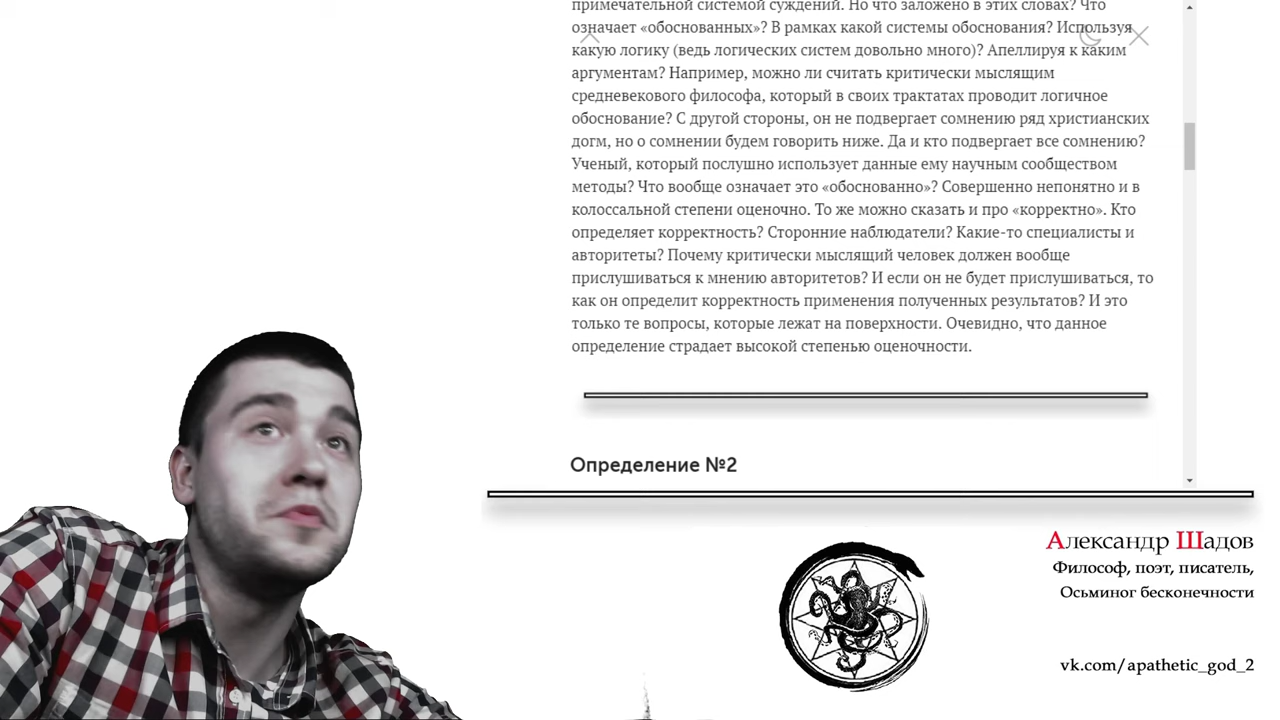 примечательной системой суждений. Но что заложено в этих словах? Что
означает «обоснованных»? В рамках какой системы обоснования? Используя
какую логику (ведь логических систем довольно много)? Апеллируя к каким
аргументам? Например, можно ли считать критически мыслящим
средневекового философа, который в своих трактатах проводит логичное
обоснование? С другой стороны, он не подвергает сомнению ряд христианских
догм, но о сомнении будем говорить ниже. Да и кто подвергает все сомнению?
Ученый, который послушно использует данные ему научным сообществом
методы? Что вообще означает это «обоснованно»? Совершенно непонятно и в
колоссальной степени оценочно. То же можно сказать и про «корректно». Кто
определяет корректность? Сторонние наблюдатели? Какие-то специалисты и
авторитеты? Почему критически мыслящий человек должен вообще
прислушиваться к мнению авторитетов? И если он не будет прислушиваться, то
как он определит корректность применения полученных результатов? И это
только те вопросы, которые лежат на поверхности. Очевидно, что данное
определение страдает высокой степенью оценочности.
Определение №2
Александр Шадов
Философ, поэт, писатель,
Осьминог бесконечности
vk.com/apathetic_god_2